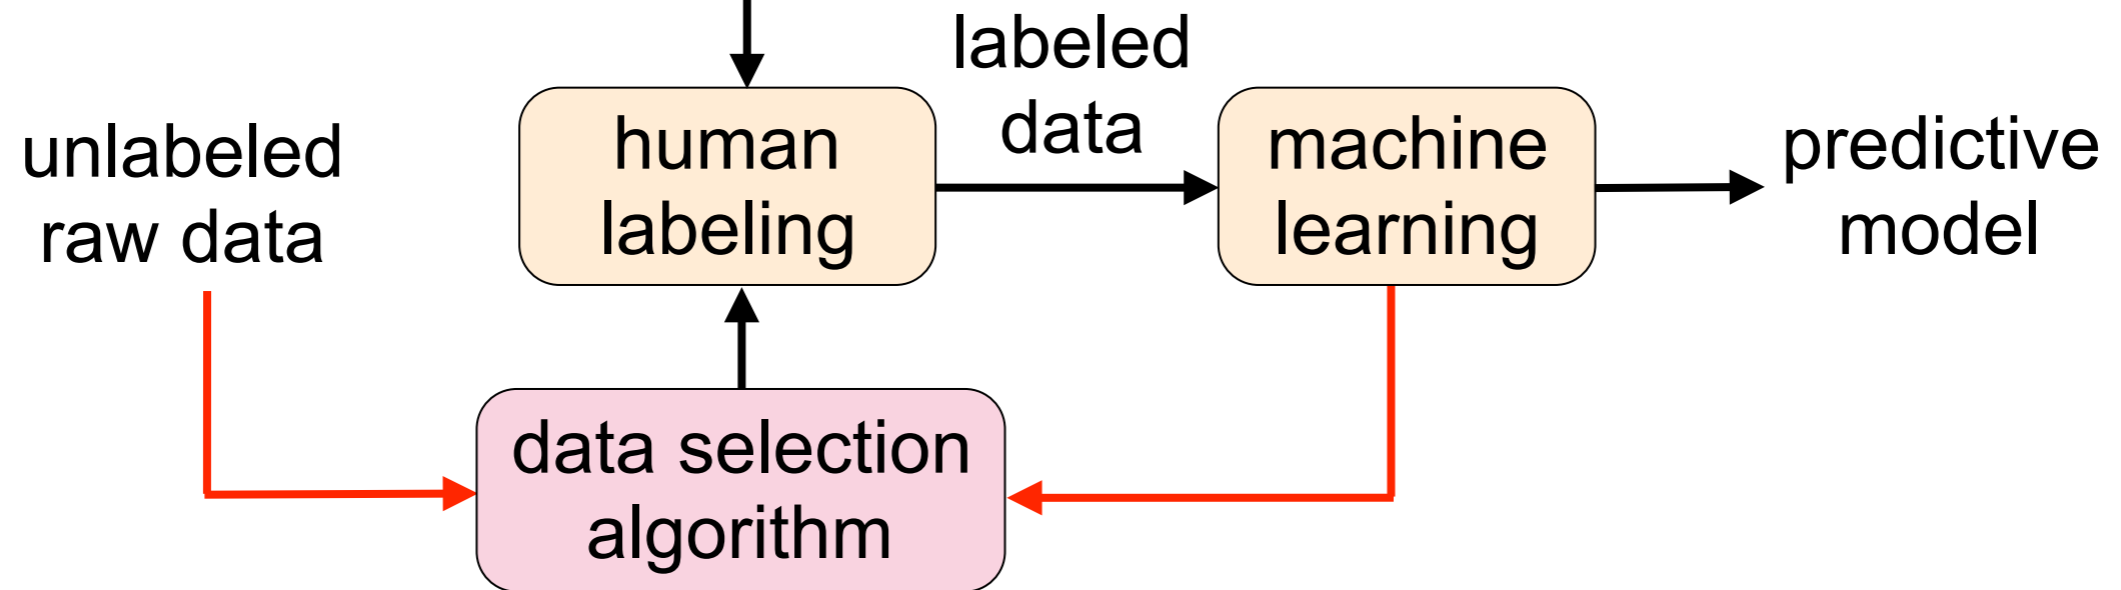 unlabeled
raw data
human
labeling
labeled
data
machine
learning
predictive
model
data selection
algorithm